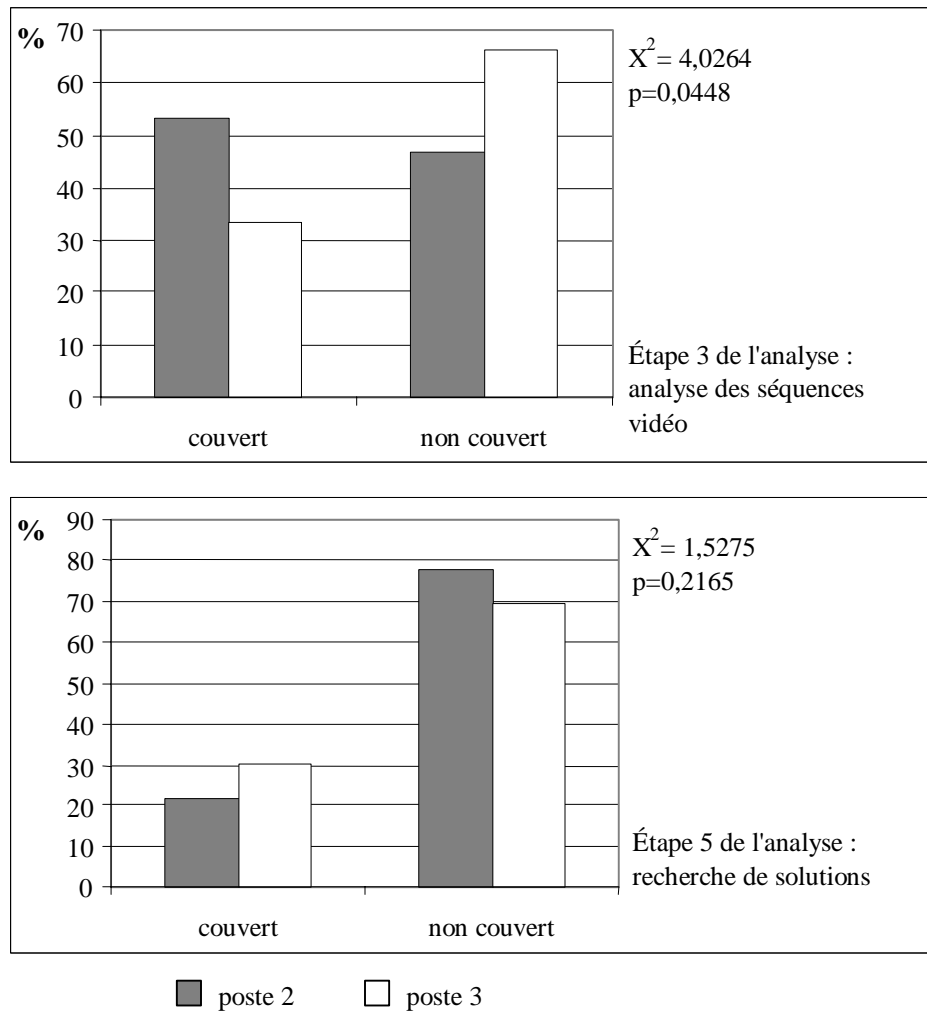 %
70
60
50
40
30
20
10
0
couvert non couvert
X2= 4,0264
p=0,0448
Étape 3 de l'analyse :
analyse des séquences
vidéo
%
90
80
70
60
50
40
30
20
10
0
couvert non couvert
X2= 1,5275
p=0,2165
Étape 5 de l'analyse :
recherche de solutions
poste 2 poste 3